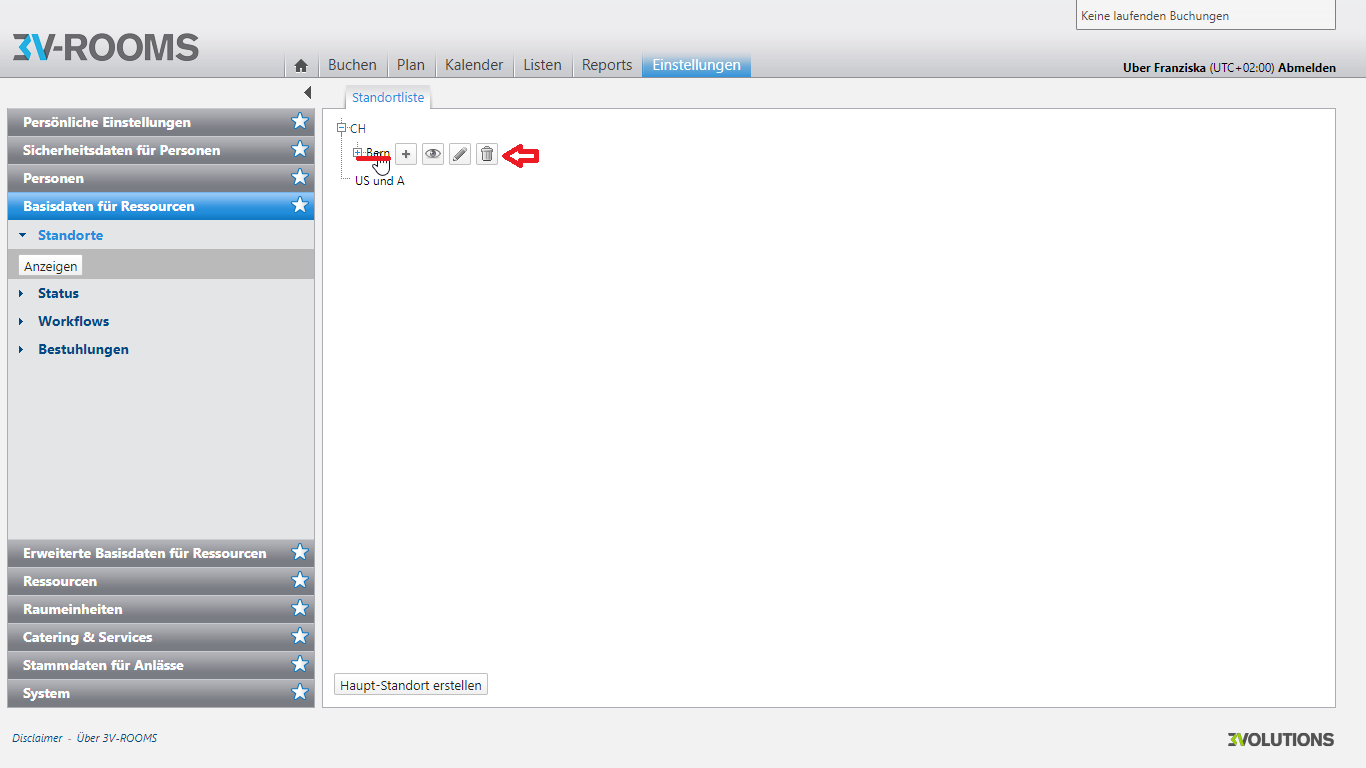 Keine laufenden Buchungen
3V-ROOMS
Buchen Plan Kalender Listen Reports Einstellungen
Uber Franziska (UTC+02:00) Abmelden
Standortliste
Persönliche Einstellungen
Sicherheitsdaten für Personen
Personen
Basisdaten für Ressourcen
Standorte
Anzeigen
Status
Workflows
Bestuhlungen
Erweiterte Basisdaten für Ressourcen
Ressourcen
Raumeinheiten
Catering & Services
Stammdaten für Anlässe
System
CH
Bern
US und A
Haupt-Standort erstellen
Disclaimer - Über 3V-ROOMS
3VOLUTIONS